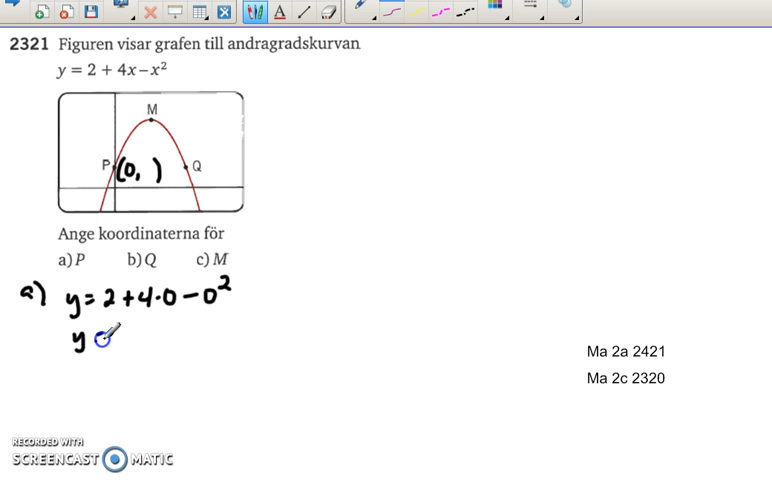 2321 Figuren visar grafen till andragradskurvan
y = 2 + 4x – x²
M
P (0, ) Q
Ange koordinaterna för
a) P b) Q c) M
a) y = 2 + 4·0 – 0²
y
Ma 2a 2421
Ma 2c 2320
RECORDED WITH
SCREENCAST MATIC